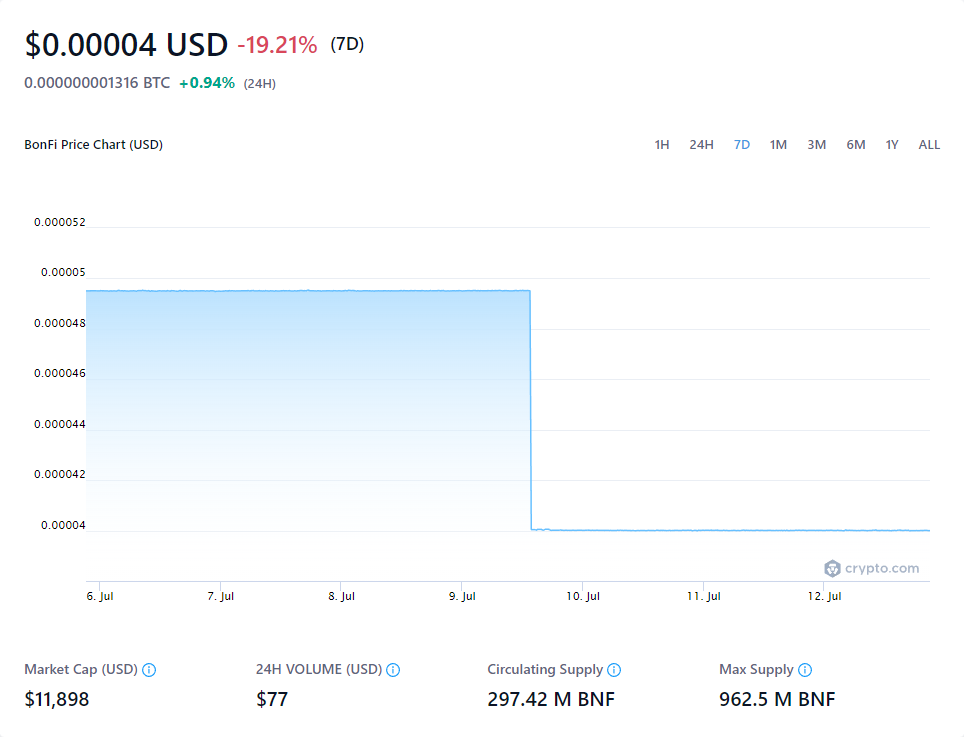 $0.00004 USD -19.21% (7D)
0.000000001316 BTC +0.94% (24H)
BonFi Price Chart (USD) 1H 24H 7D 1M 3M 6M 1Y ALL
0.000052
0.00005
0.000048
0.000046
0.000044
0.000042
0.00004
crypto.com
6. Jul 7. Jul 8. Jul 9. Jul 10. Jul 11. Jul 12. Jul
Market Cap (USD) 24H VOLUME (USD) Circulating Supply Max Supply
$11,898 $77 297.42 M BNF 962.5 M BNF